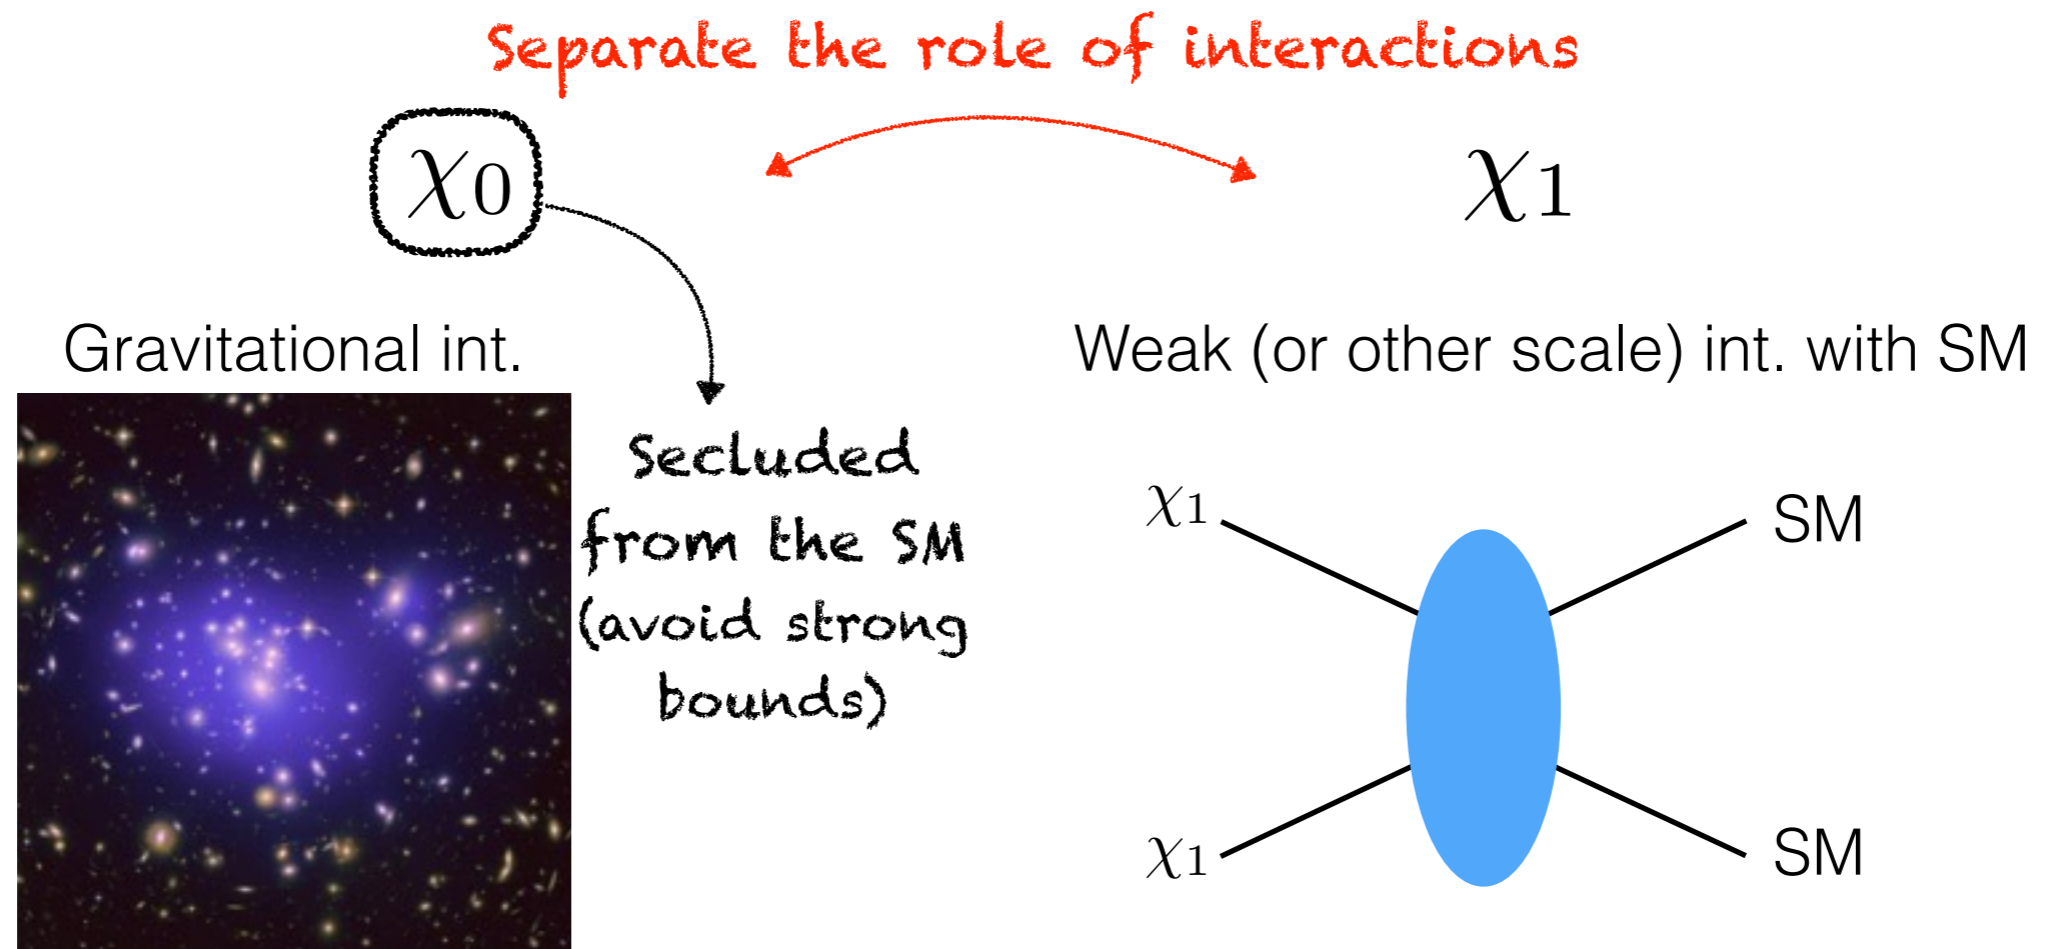 Separate the role of interactions
χ0
χ1
Gravitational int.
Weak (or other scale) int. with SM
Secluded
from the SM
(avoid strong
bounds)
χ1
SM
χ1
SM